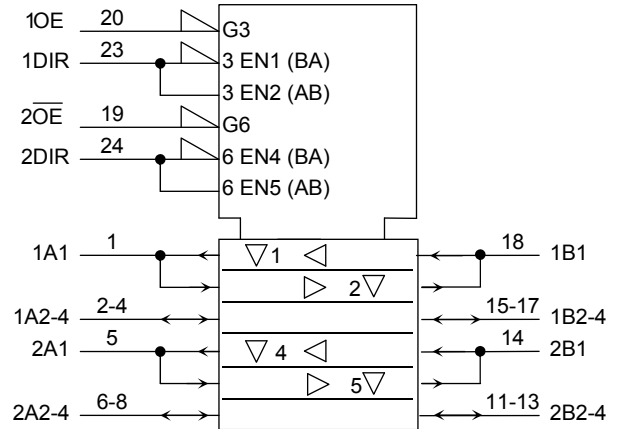 1OE 20 G3
1DIR 23 3 EN1 (BA)
3 EN2 (AB)
2O̅E̅ 19 G6
2DIR 24 6 EN4 (BA)
6 EN5 (AB)
1A1 1 ▽1 ◁ 18 1B1
▷ 2▽
1A2-4 2-4 15-17 1B2-4
2A1 5 ▽4 ◁ 14 2B1
▷ 5▽
2A2-4 6-8 11-13 2B2-4